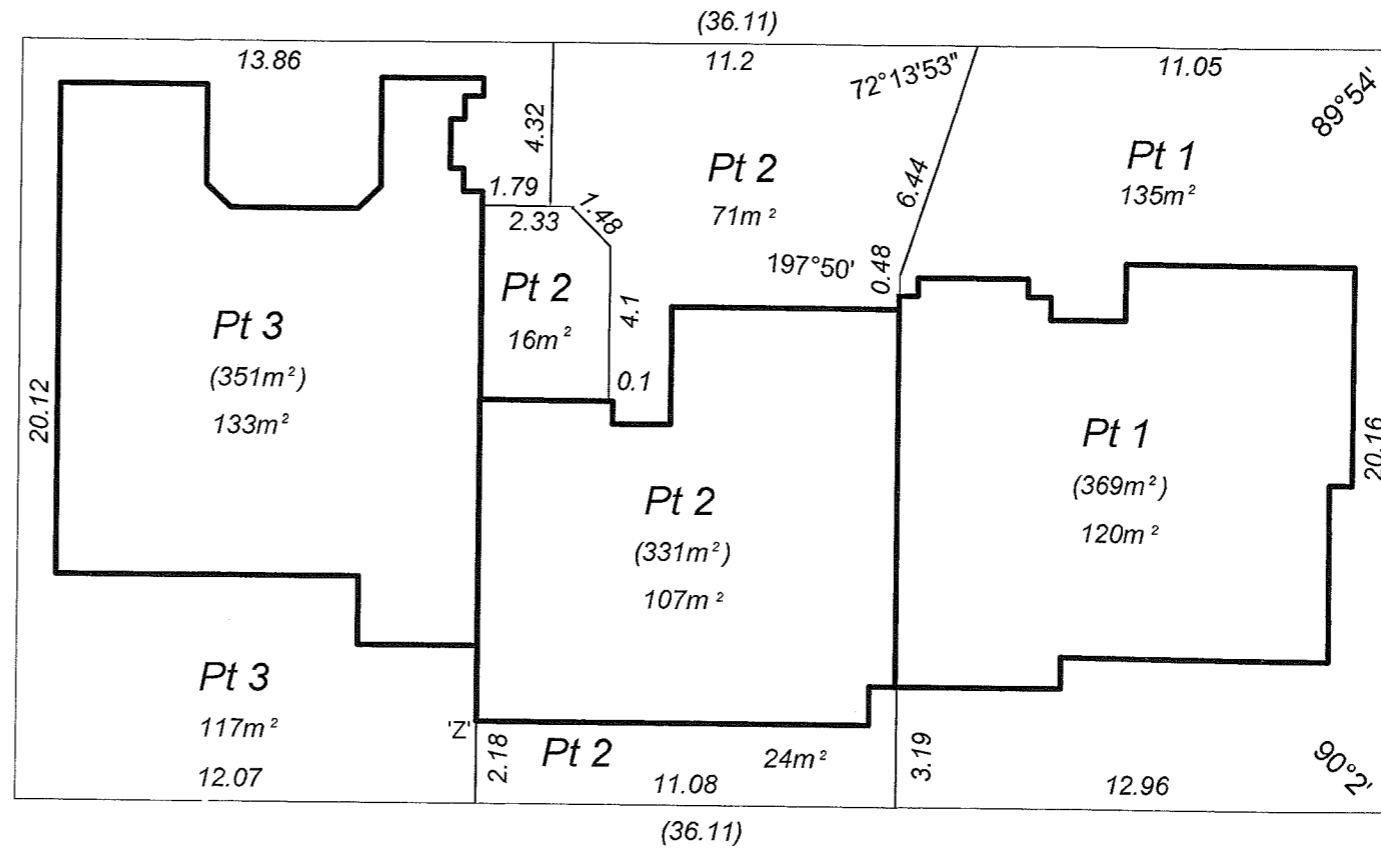 (36.11)
13.86
11.2
72°13'53"
11.05
89°54'
4.32
Pt 2
71m²
6.44
Pt 1
135m²
1.79
2.33
1.48
197°50'
0.48
Pt 2
16m²
4.1
0.1
Pt 3
(351m²)
133m²
20.12
Pt 1
(369m²)
120m²
20.16
Pt 2
(331m²)
107m²
Pt 3
117m²
12.07
'Z'
2.18
Pt 2
24m²
11.08
3.19
12.96
90°2'
(36.11)